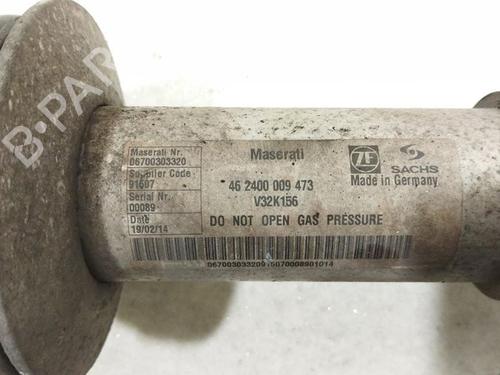 B-PARTS
Maserati Nr.
06700303320
Supplier Code
91607
Serial Nr.
00089
Date
19/02/14
Maserati
46 2400 009 473
V32K156
DO NOT OPEN GAS PRESSURE
ZF
SACHS
Made in Germany